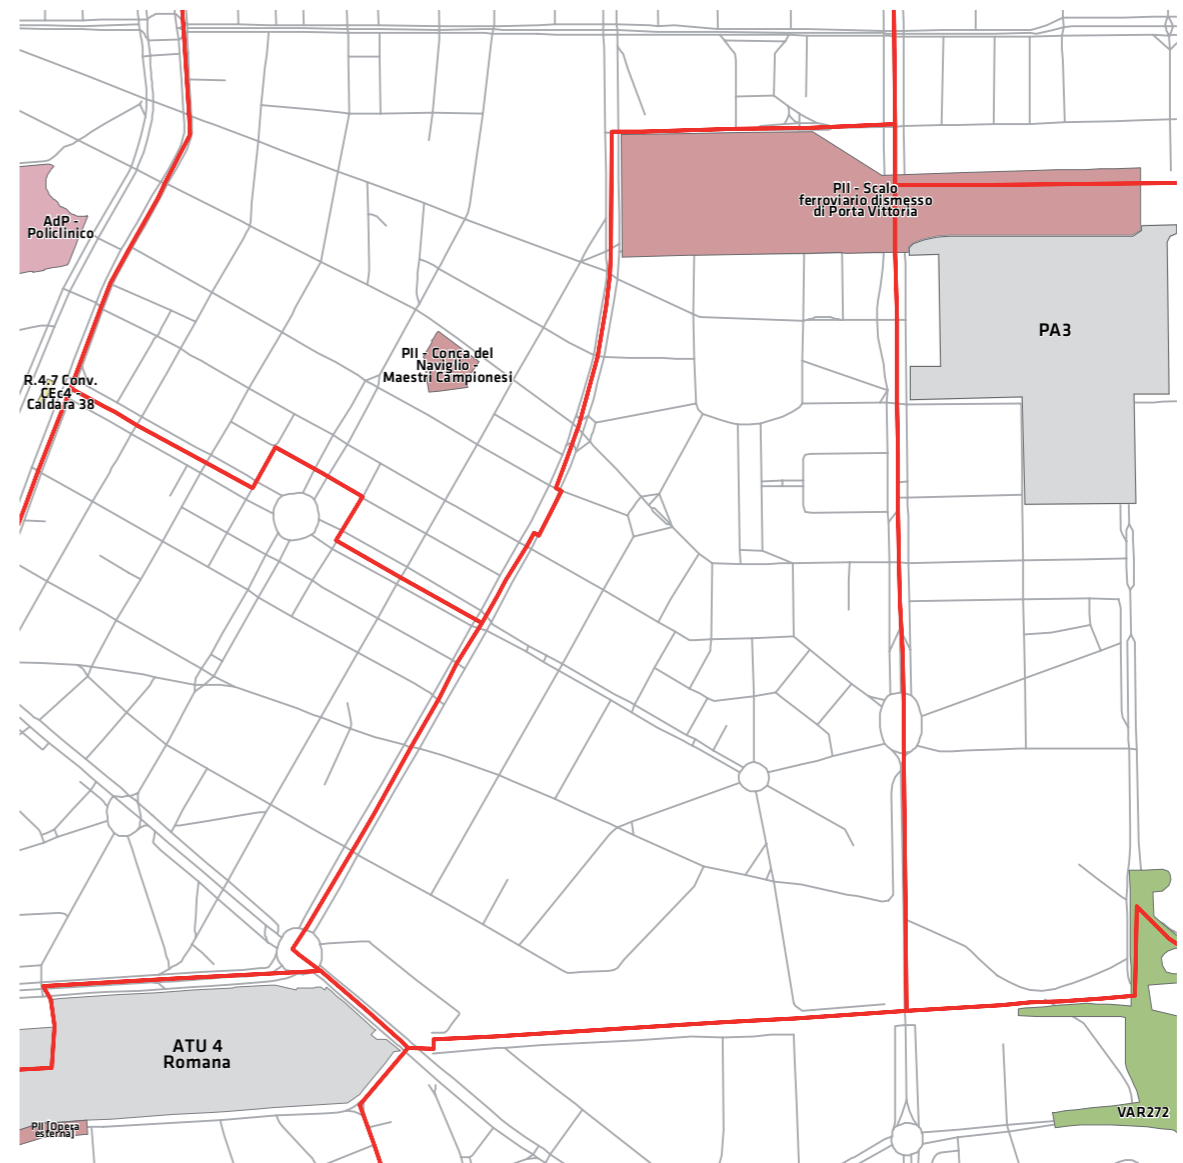 PII - Scalo
ferroviario dismesso
di Porta Vittoria
AdP -
Policlinico
PA3
PII - Conca del
Naviglio -
Maestri Campionesi
R.4.7 Conv.
CEc4 -
Caldara 38
ATU 4
Romana
VAR272
PII [Opera
esterna]